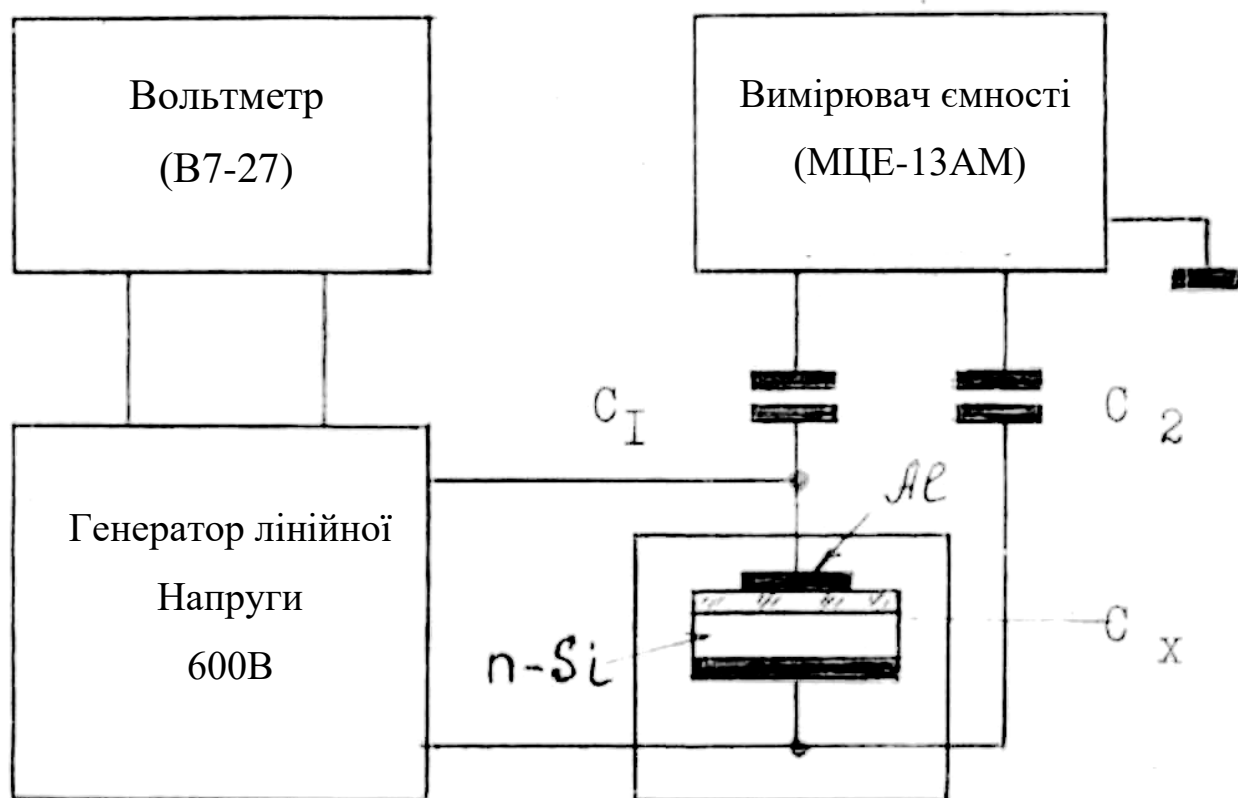 Вольтметр
(В7-27)
Вимірювач ємності
(МЦЕ-13АМ)
C I
C 2
Al
Генератор лінійної
Напруги
600В
n-Si
C x